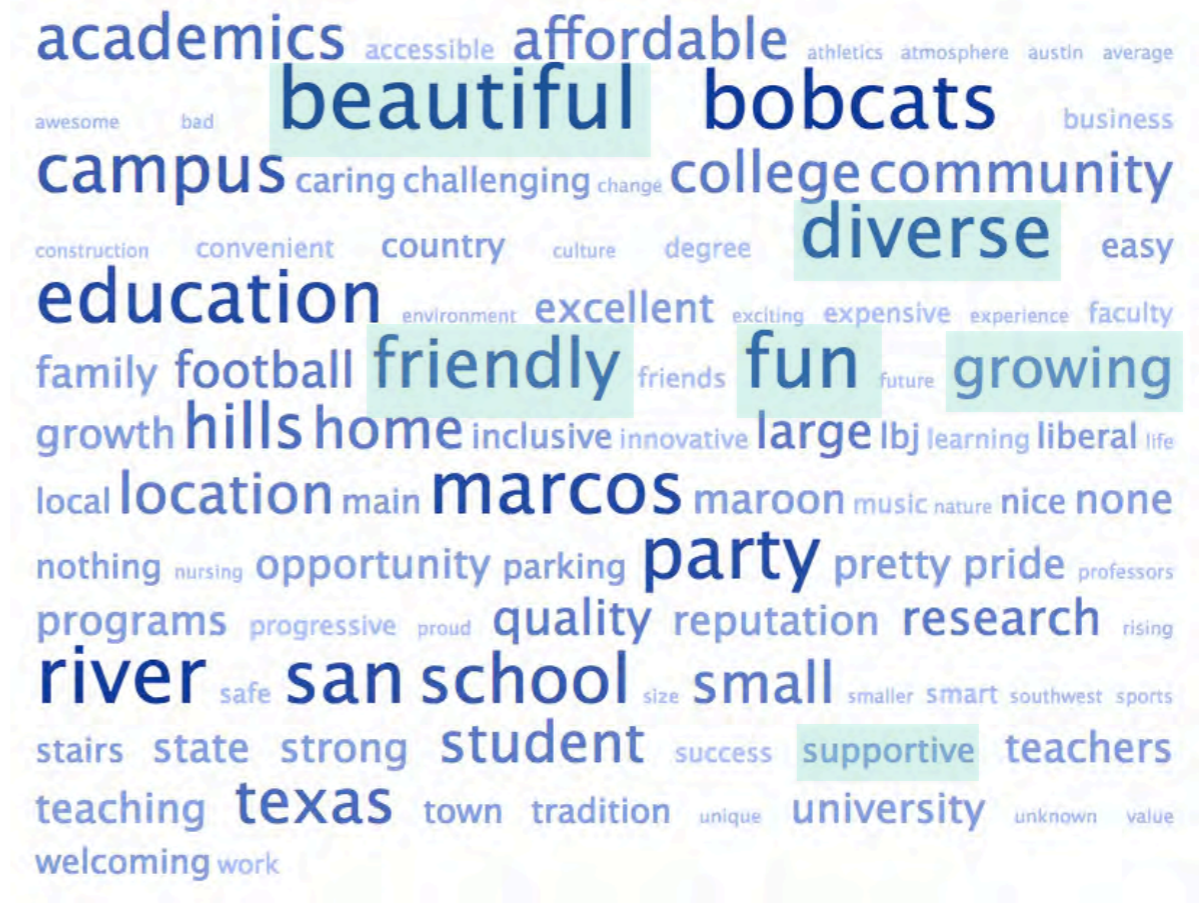 academics accessible affordable athletics atmosphere austin average
awesome bad beautiful bobcats business
campus caring challenging change college community
construction convenient country culture degree diverse easy
education environment excellent exciting expensive experience faculty
family football friendly friends fun future growing
growth hills home inclusive innovative large lbj learning liberal life
local location main marcos maroon music nature nice none
nothing nursing opportunity parking party pretty pride professors
programs progressive proud quality reputation research rising
river safe san school size small smaller smart southwest sports
stairs state strong student success supportive teachers
teaching texas town tradition unique university unknown value
welcoming work